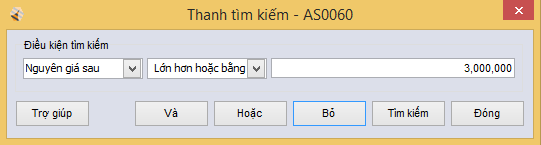 Thanh tìm kiếm - AS0060
Điều kiện tìm kiếm
Nguyên giá sau Lớn hơn hoặc bằng 3,000,000
Trợ giúp Và Hoặc Bỏ Tìm kiếm Đóng